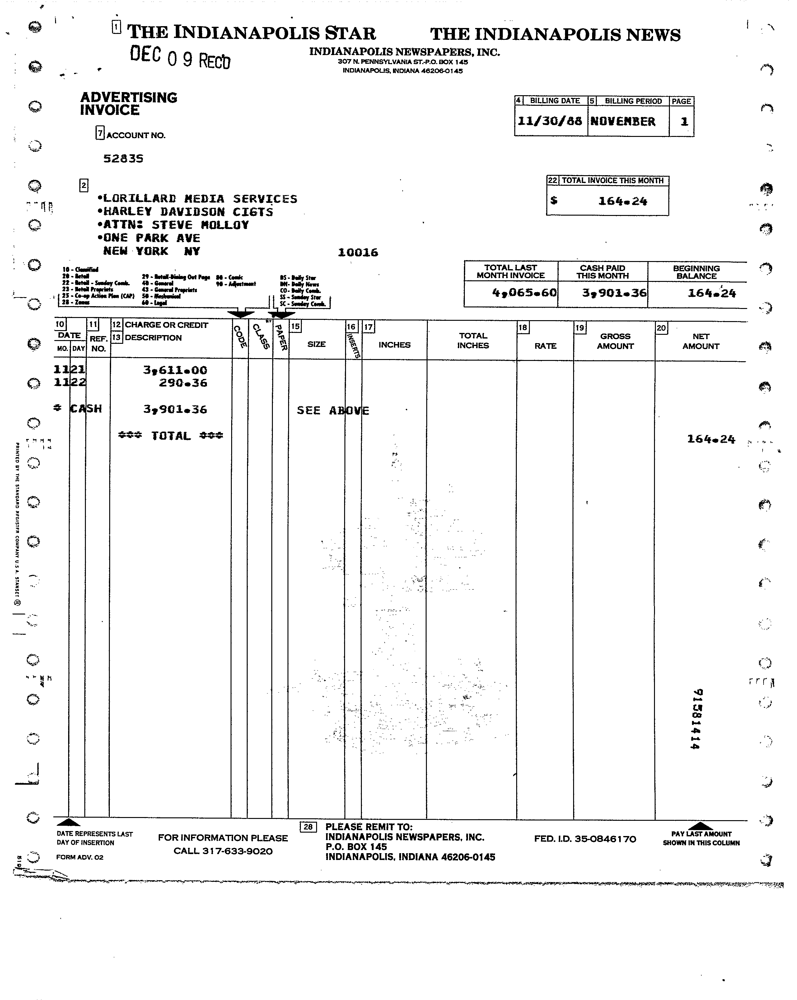 1 THE INDIANAPOLIS STAR THE INDIANAPOLIS NEWS
DEC 09 RECD
INDIANAPOLIS NEWSPAPERS, INC.
307 N. PENNSYLVANIA ST.-P.O. BOX 145
INDIANAPOLIS, INDIANA 46206-0145
ADVERTISING
INVOICE
4 BILLING DATE 5 BILLING PERIOD PAGE
11/30/88 NOVEMBER 1
7 ACCOUNT NO.
52835
22 TOTAL INVOICE THIS MONTH
$ 164.24
2
•LORILLARD MEDIA SERVICES
•HARLEY DAVIDSON CIGTS
•ATTN: STEVE MOLLOY
•ONE PARK AVE
NEW YORK NY 10016
10 - Classified
20 - Retail 29 - Retail-Dining Out Page 86 - Comic BS - Daily Star
22 - Retail - Sunday Comb. 40 - General 90 - Adjustment DN - Daily News
23 - Retail Preprints 43 - General Preprints CO - Daily Comb.
25 - Co-op Action Plan (CAP) 50 - Mechanical SS - Sunday Star
28 - Zones 60 - Legal SC - Sunday Comb.
TOTAL LAST MONTH INVOICE CASH PAID THIS MONTH BEGINNING BALANCE
4,065.60 3,901.36 164.24
10 DATE MO. DAY 11 REF. NO. 12 CHARGE OR CREDIT 13 DESCRIPTION CODE CLASS PAPER 15 SIZE 16 INSERTS 17 INCHES TOTAL INCHES 18 RATE 19 GROSS AMOUNT 20 NET AMOUNT
1121 3,611.00
1122 290.36
* CASH 3,901.36 SEE ABOVE
*** TOTAL *** 164.24
PRINTED BY THE STANDARD REGISTER COMPANY U.S.A. STANSET
91581414
DATE REPRESENTS LAST
DAY OF INSERTION
FORM ADV. 02
FOR INFORMATION PLEASE
CALL 317-633-9020
28 PLEASE REMIT TO:
INDIANAPOLIS NEWSPAPERS, INC.
P.O. BOX 145
INDIANAPOLIS, INDIANA 46206-0145
FED. I.D. 35-0846170
PAY LAST AMOUNT
SHOWN IN THIS COLUMN